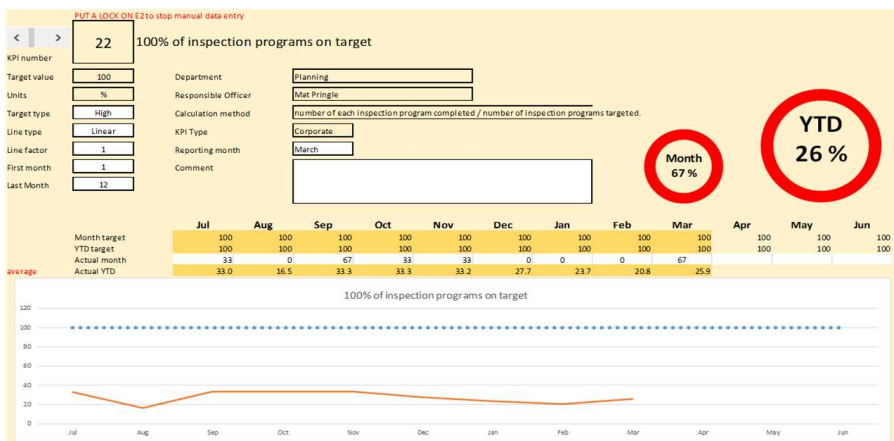 PUT A LOCK ON E2 to stop manual data entry
22 100% of inspection programs on target
KPI number
Target value 100 Department Planning
Units % Responsible Officer Mat Pringle
Target type High Calculation method number of each inspection program completed / number of inspection programs targeted.
Line type Linear KPI Type Corporate
Line factor 1 Reporting month March
First month 1 Comment
Last Month 12
Month
67 %
YTD
26 %
Jul Aug Sep Oct Nov Dec Jan Feb Mar Apr May Jun
Month target 100 100 100 100 100 100 100 100 100 100 100 100
YTD target 100 100 100 100 100 100 100 100 100 100 100 100
Actual month 33 0 67 33 33 0 0 0 67
average Actual YTD 33.0 16.5 33.3 33.3 33.2 27.7 23.7 20.8 25.9
100% of inspection programs on target
120
100
80
60
40
20
0
Jul Aug Sep Oct Nov Dec Jan Feb Mar Apr May Jun